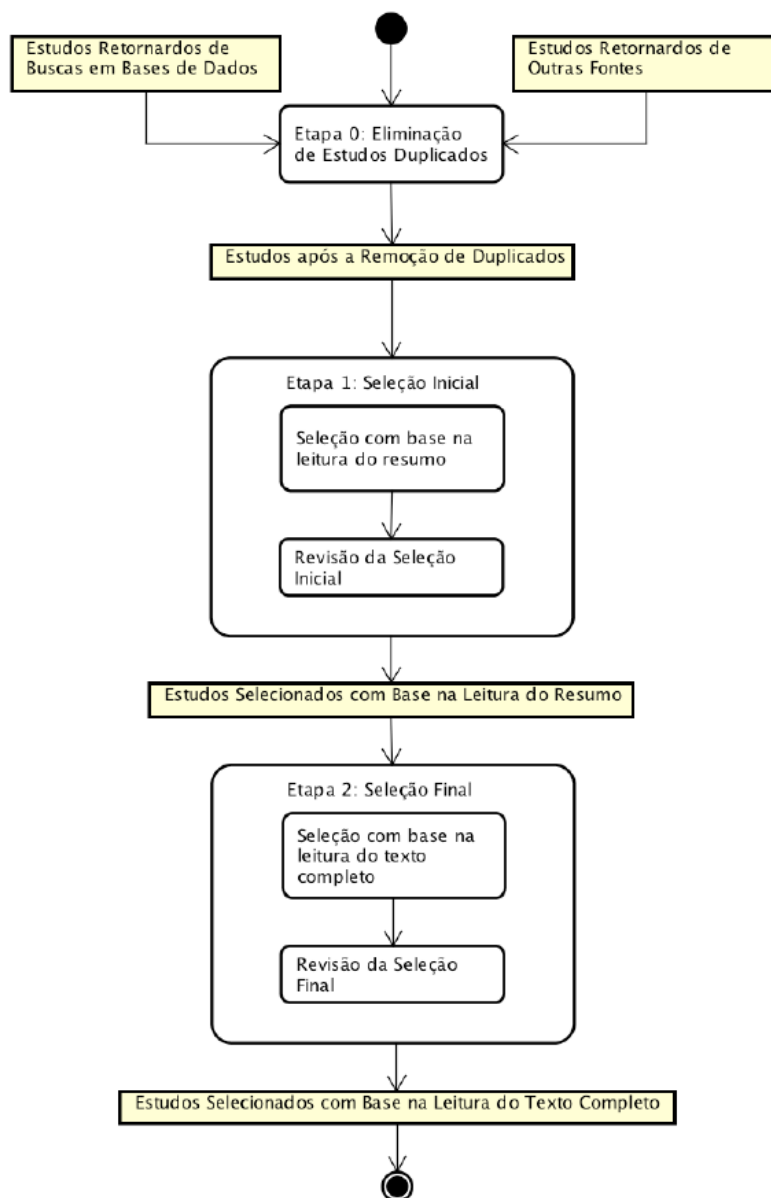 Estudos Retornardos de
Buscas em Bases de Dados
Estudos Retornardos de
Outras Fontes
Etapa 0: Eliminação
de Estudos Duplicados
Estudos após a Remoção de Duplicados
Etapa 1: Seleção Inicial
Seleção com base na
leitura do resumo
Revisão da Seleção
Inicial
Estudos Selecionados com Base na Leitura do Resumo
Etapa 2: Seleção Final
Seleção com base na
leitura do texto
completo
Revisão da Seleção
Final
Estudos Selecionados com Base na Leitura do Texto Completo